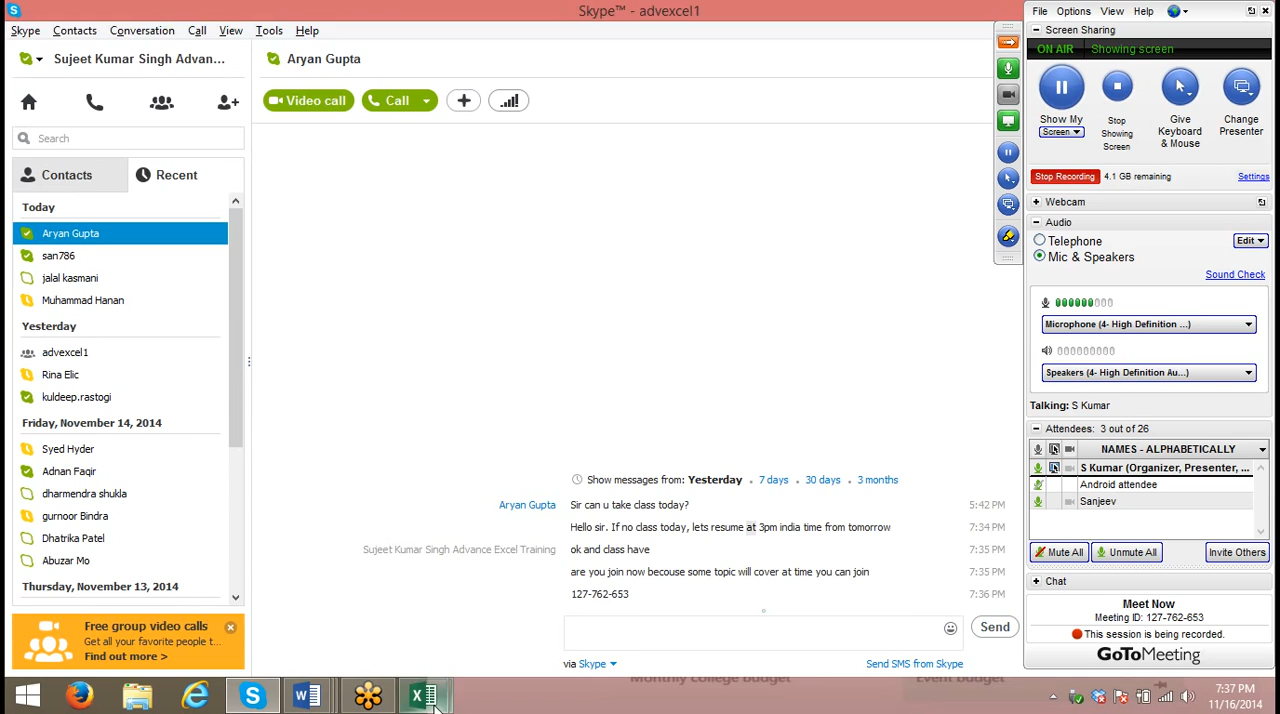 Skype™ - advexcel1
Skype Contacts Conversation Call View Tools Help
Sujeet Kumar Singh Advan...
Search
Contacts
Recent
Today
Aryan Gupta
san786
jalal kasmani
Muhammad Hanan
Yesterday
advexcel1
Rina Elic
kuldeep.rastogi
Friday, November 14, 2014
Syed Hyder
Adnan Faqir
dharmendra shukla
gurnoor Bindra
Dhatrika Patel
Abuzar Mo
Thursday, November 13, 2014
Free group video calls
Get all your favorite people t...
Find out more >
Aryan Gupta
Video call
Call
Show messages from: Yesterday . 7 days . 30 days . 3 months
Aryan Gupta Sir can u take class today? 5:42 PM
Hello sir. If no class today, lets resume at 3pm india time from tomorrow 7:34 PM
Sujeet Kumar Singh Advance Excel Training ok and class have 7:35 PM
are you join now becouse some topic will cover at time you can join 7:35 PM
127-762-653 7:36 PM
Send
via Skype
Send SMS from Skype
File Options View Help
Screen Sharing
ON AIR Showing screen
Show My
Screen
Stop
Showing
Screen
Give
Keyboard
& Mouse
Change
Presenter
Stop Recording 4.1 GB remaining Settings
Webcam
Audio
Telephone
Edit
Mic & Speakers
Sound Check
Microphone (4- High Definition ...)
Speakers (4- High Definition Au...)
Talking: S Kumar
Attendees: 3 out of 26
NAMES - ALPHABETICALLY
S Kumar (Organizer, Presenter, ...
Android attendee
Sanjeev
Mute All
Unmute All
Invite Others
Chat
Meet Now
Meeting ID: 127-762-653
This session is being recorded.
GoToMeeting
Monthly college budget
Event budget
7:37 PM
11/16/2014